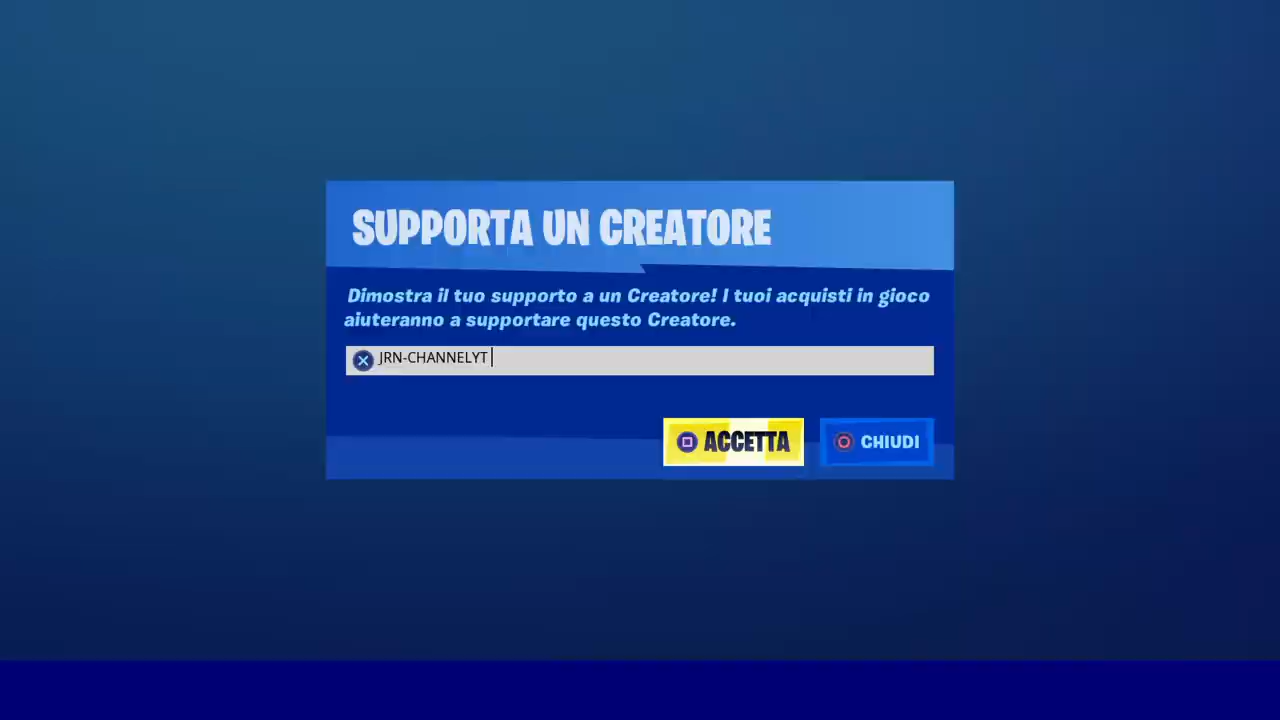 SUPPORTA UN CREATORE
Dimostra il tuo supporto a un Creatore! I tuoi acquisti in gioco
aiuteranno a supportare questo Creatore.
JRN-CHANNELYT
ACCETTA
CHIUDI